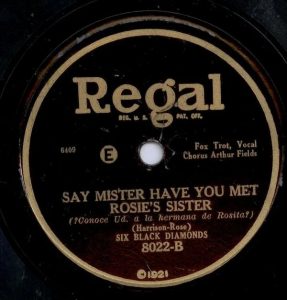 Regal
REG. U. S. PAT. OFF.
6409
E
Fox Trot, Vocal
Chorus Arthur Fields
SAY MISTER HAVE YOU MET
ROSIE'S SISTER
(?Conoce Ud. a la hermana de Rosita?)
(Harrison-Rose)
SIX BLACK DIAMONDS
8022-B
©1921